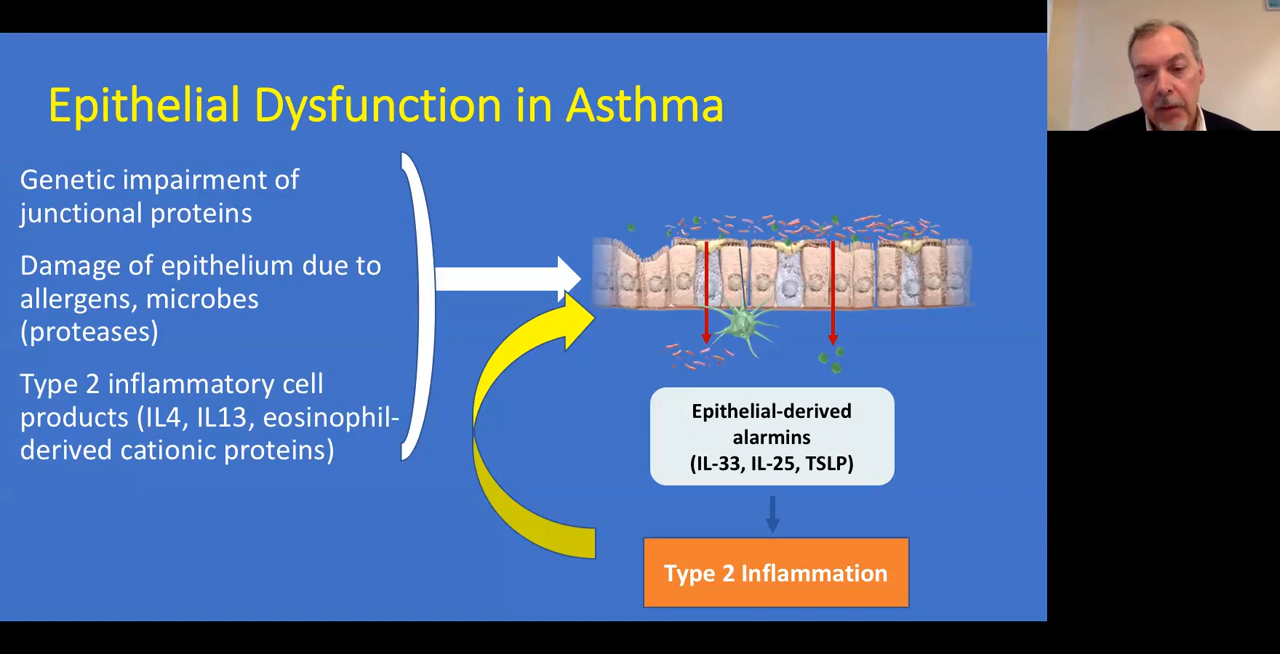 Epithelial Dysfunction in Asthma
Genetic impairment of
junctional proteins
Damage of epithelium due to
allergens, microbes
(proteases)
Type 2 inflammatory cell
products (IL4, IL13, eosinophil-
derived cationic proteins)
Epithelial-derived
alarmins
(IL-33, IL-25, TSLP)
Type 2 Inflammation